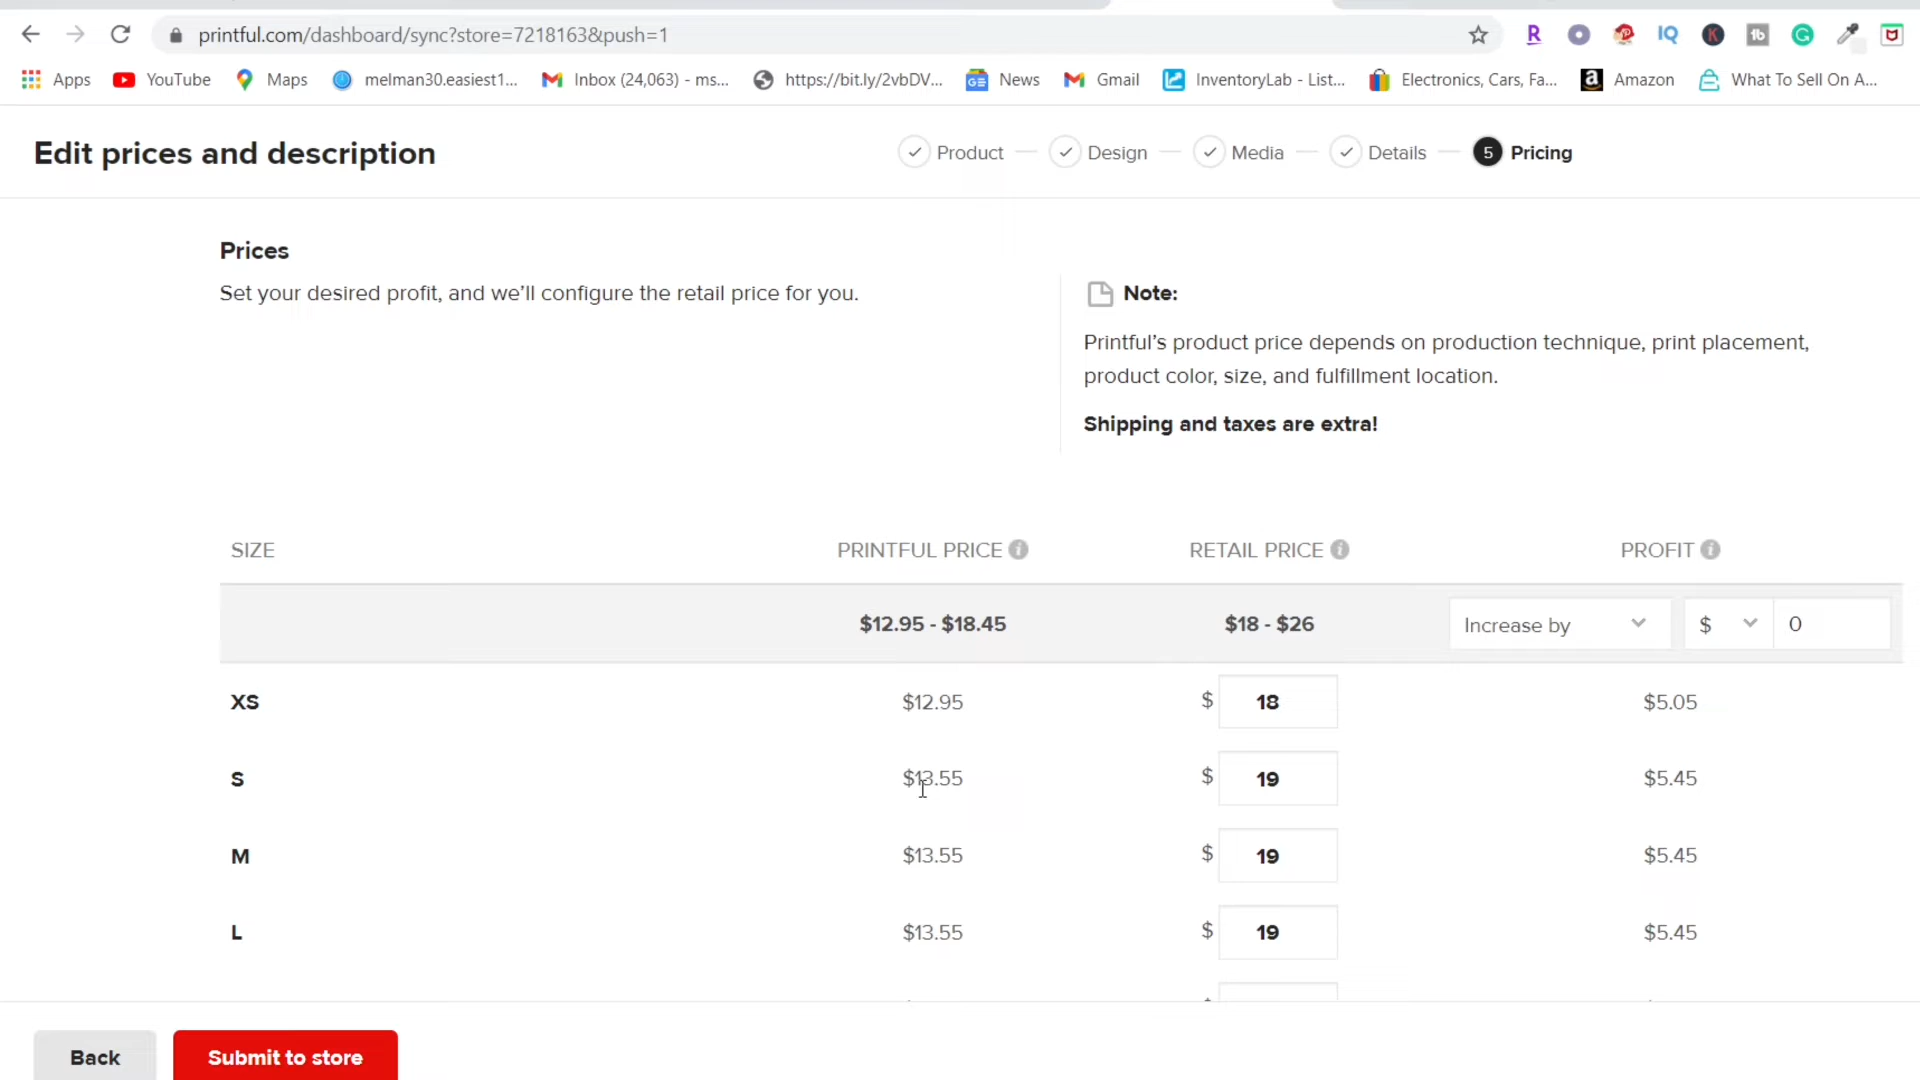 printful.com/dashboard/sync?store=7218163&push=1
Apps YouTube Maps melman30.easiest1... Inbox (24,063) - ms... https://bit.ly/2vbDV... News Gmail InventoryLab - List... Electronics, Cars, Fa... Amazon What To Sell On A...
Edit prices and description
Product Design Media Details 5 Pricing
Prices
Set your desired profit, and we'll configure the retail price for you.
Note:
Printful's product price depends on production technique, print placement,
product color, size, and fulfillment location.
Shipping and taxes are extra!
SIZE PRINTFUL PRICE RETAIL PRICE PROFIT
$12.95 - $18.45 $18 - $26 Increase by $ 0
XS $12.95 $ 18 $5.05
S $13.55 $ 19 $5.45
M $13.55 $ 19 $5.45
L $13.55 $ 19 $5.45
Back Submit to store